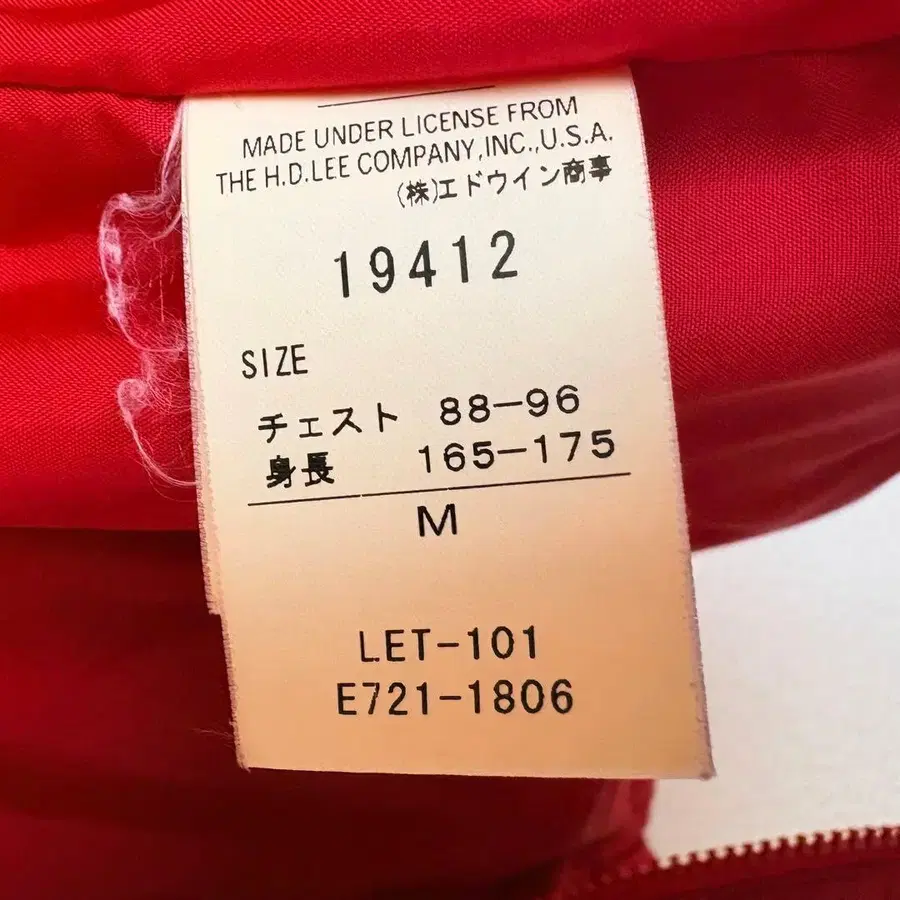 MADE UNDER LICENSE FROM
THE H.D.LEE COMPANY,INC.,U.S.A.
(株)エドウイン商事
19412
SIZE
チェスト 88-96
身長 165-175
M
LET-101
E721-1806